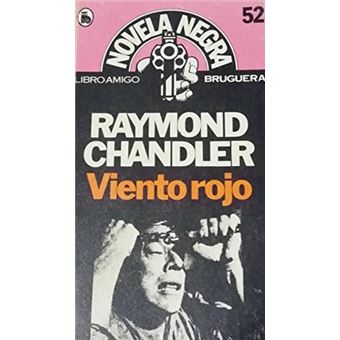 52
NOVELA NEGRA
LIBRO AMIGO BRUGUERA
RAYMOND
CHANDLER
Viento rojo